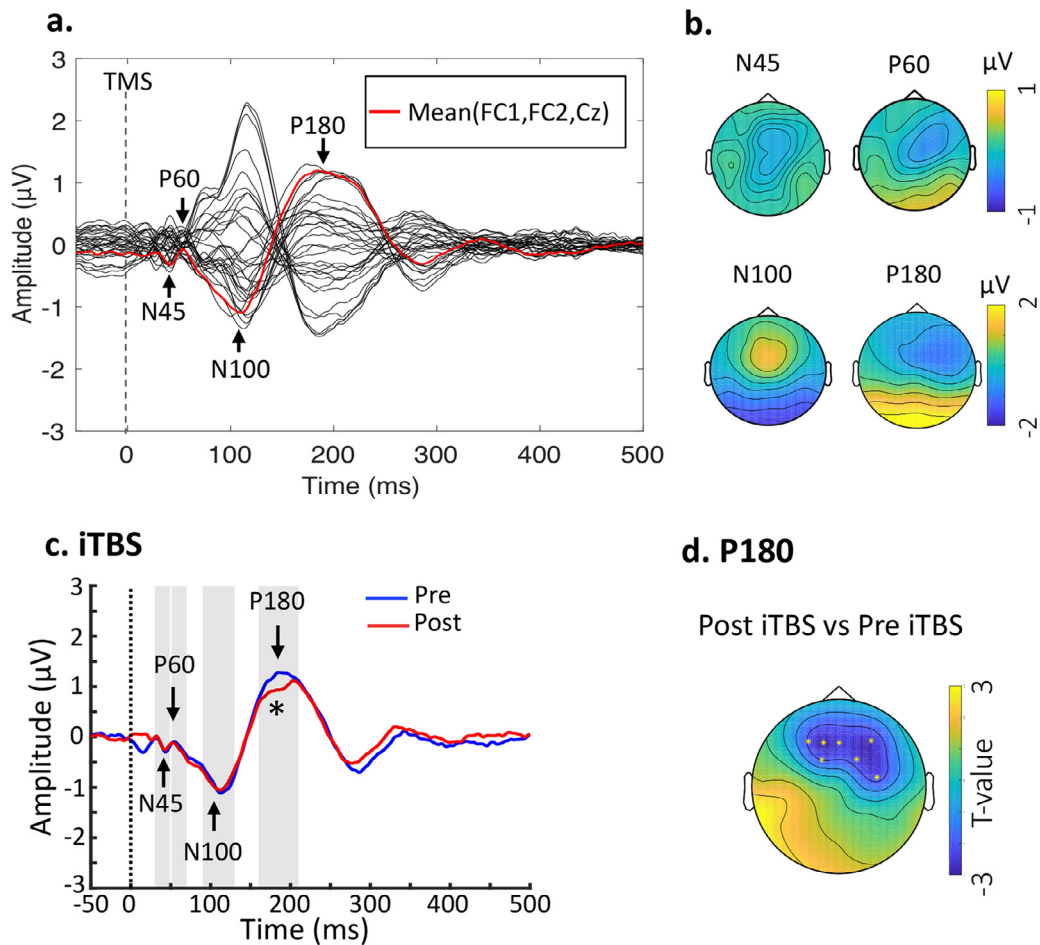 a.
3
2
1
0
-1
-2
-3
Amplitude (µV)
TMS
P60
N45
N100
P180
Mean(FC1,FC2,Cz)
0 100 200 300 400 500
Time (ms)
b.
N45 P60 µV
1
-1
N100 P180 µV
2
-2
c. iTBS
3
2
1
0
-1
-2
-3
Amplitude (µV)
P60
N45
N100
P180
*
Pre
Post
-50 0 100 200 300 400 500
Time (ms)
d. P180
Post iTBS vs Pre iTBS
3
T-value
-3